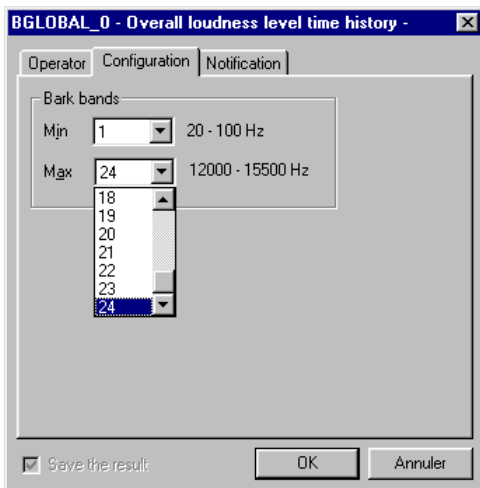 BGLOBAL_0 - Overall loudness level time history -
Operator Configuration Notification
Bark bands
Min 1 20 - 100 Hz
Max 24 12000 - 15500 Hz
18
19
20
21
22
23
24
Save the result OK Annuler